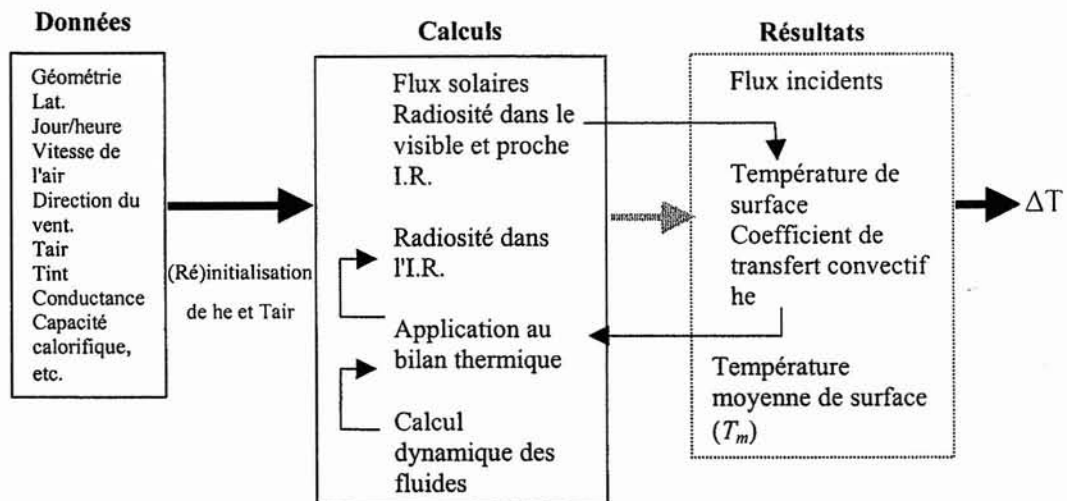 Données
Géométrie
Lat.
Jour/heure
Vitesse de
l'air
Direction du
vent.
Tair
Tint
Conductance
Capacité
calorifique,
etc.
(Ré)initialisation
de he et Tair
Calculs
Flux solaires
Radiosité dans le
visible et proche
I.R.
Radiosité dans
l'I.R.
Application au
bilan thermique
Calcul
dynamique des
fluides
Résultats
Flux incidents
Température de
surface
Coefficient de
transfert convectif
he
Température
moyenne de surface
(Tm)
ΔT